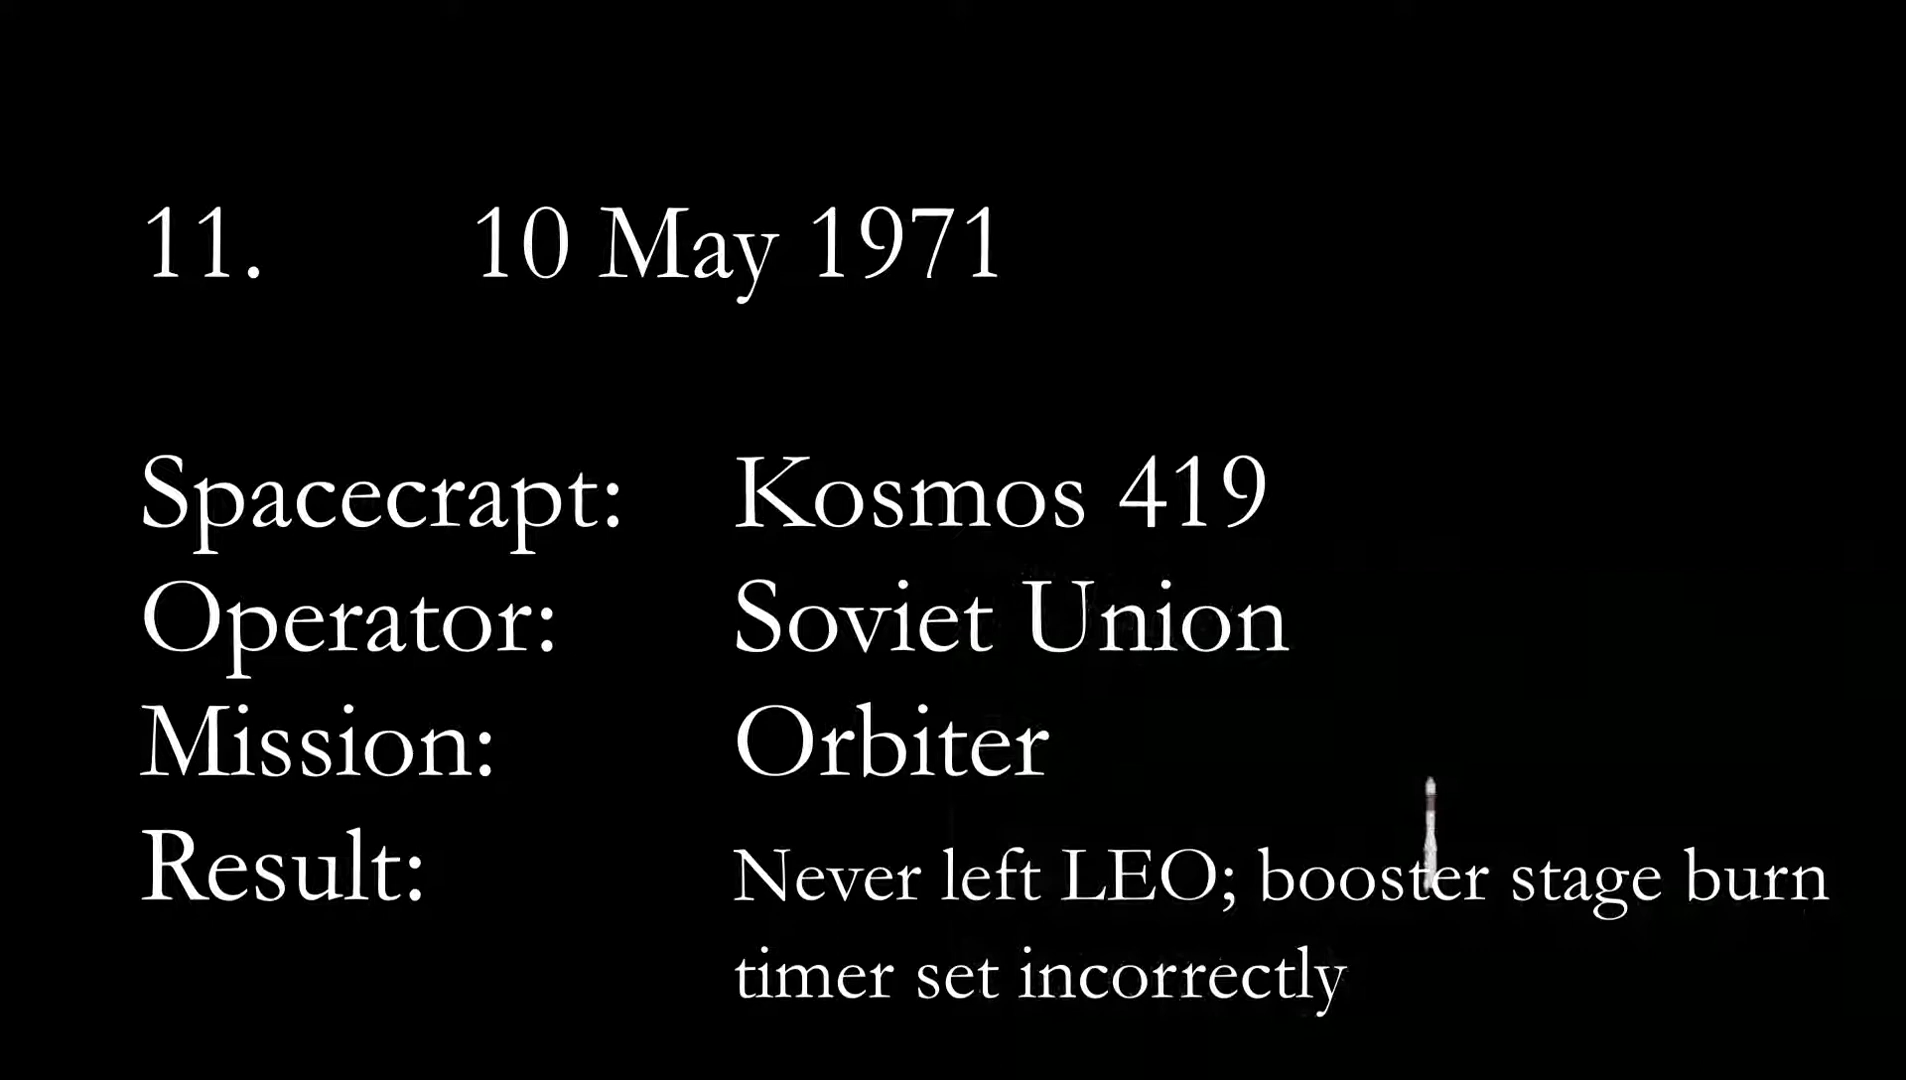 11. 10 May 1971
Spacecrapt: Kosmos 419
Operator: Soviet Union
Mission: Orbiter
Result: Never left LEO; booster stage burn
timer set incorrectly